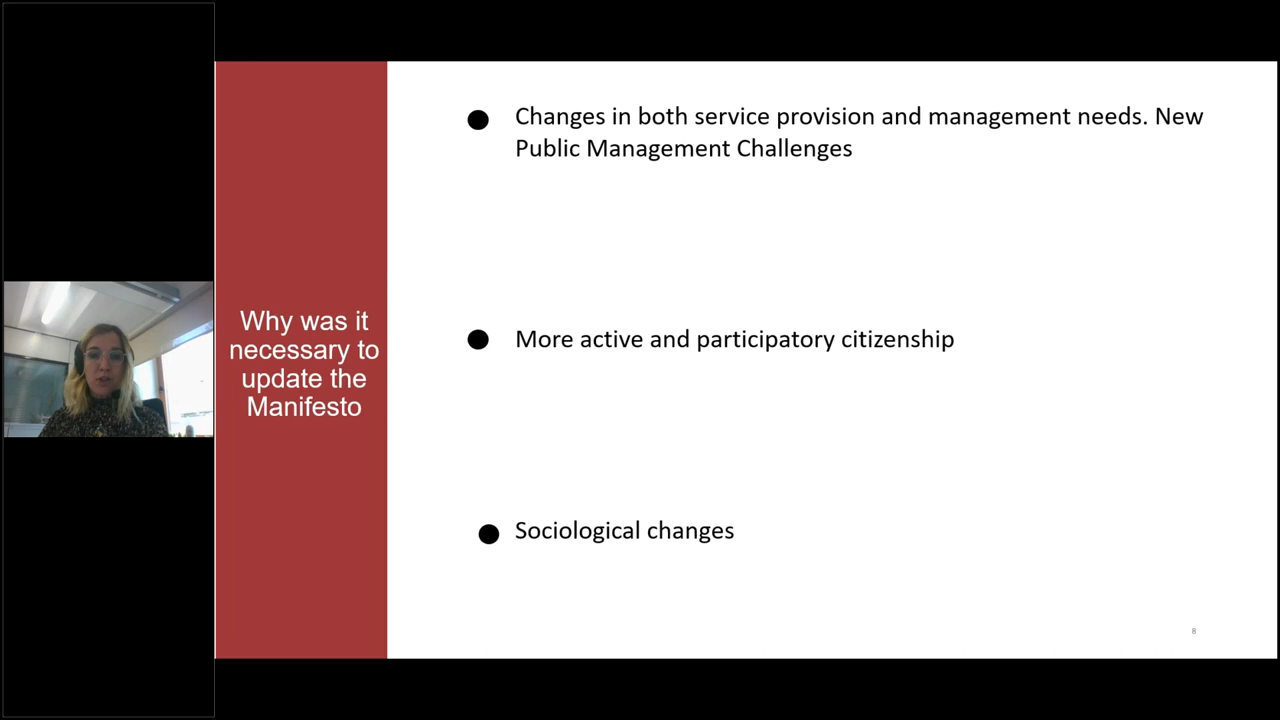 Why was it
necessary to
update the
Manifesto
Changes in both service provision and management needs. New
Public Management Challenges
More active and participatory citizenship
Sociological changes
8